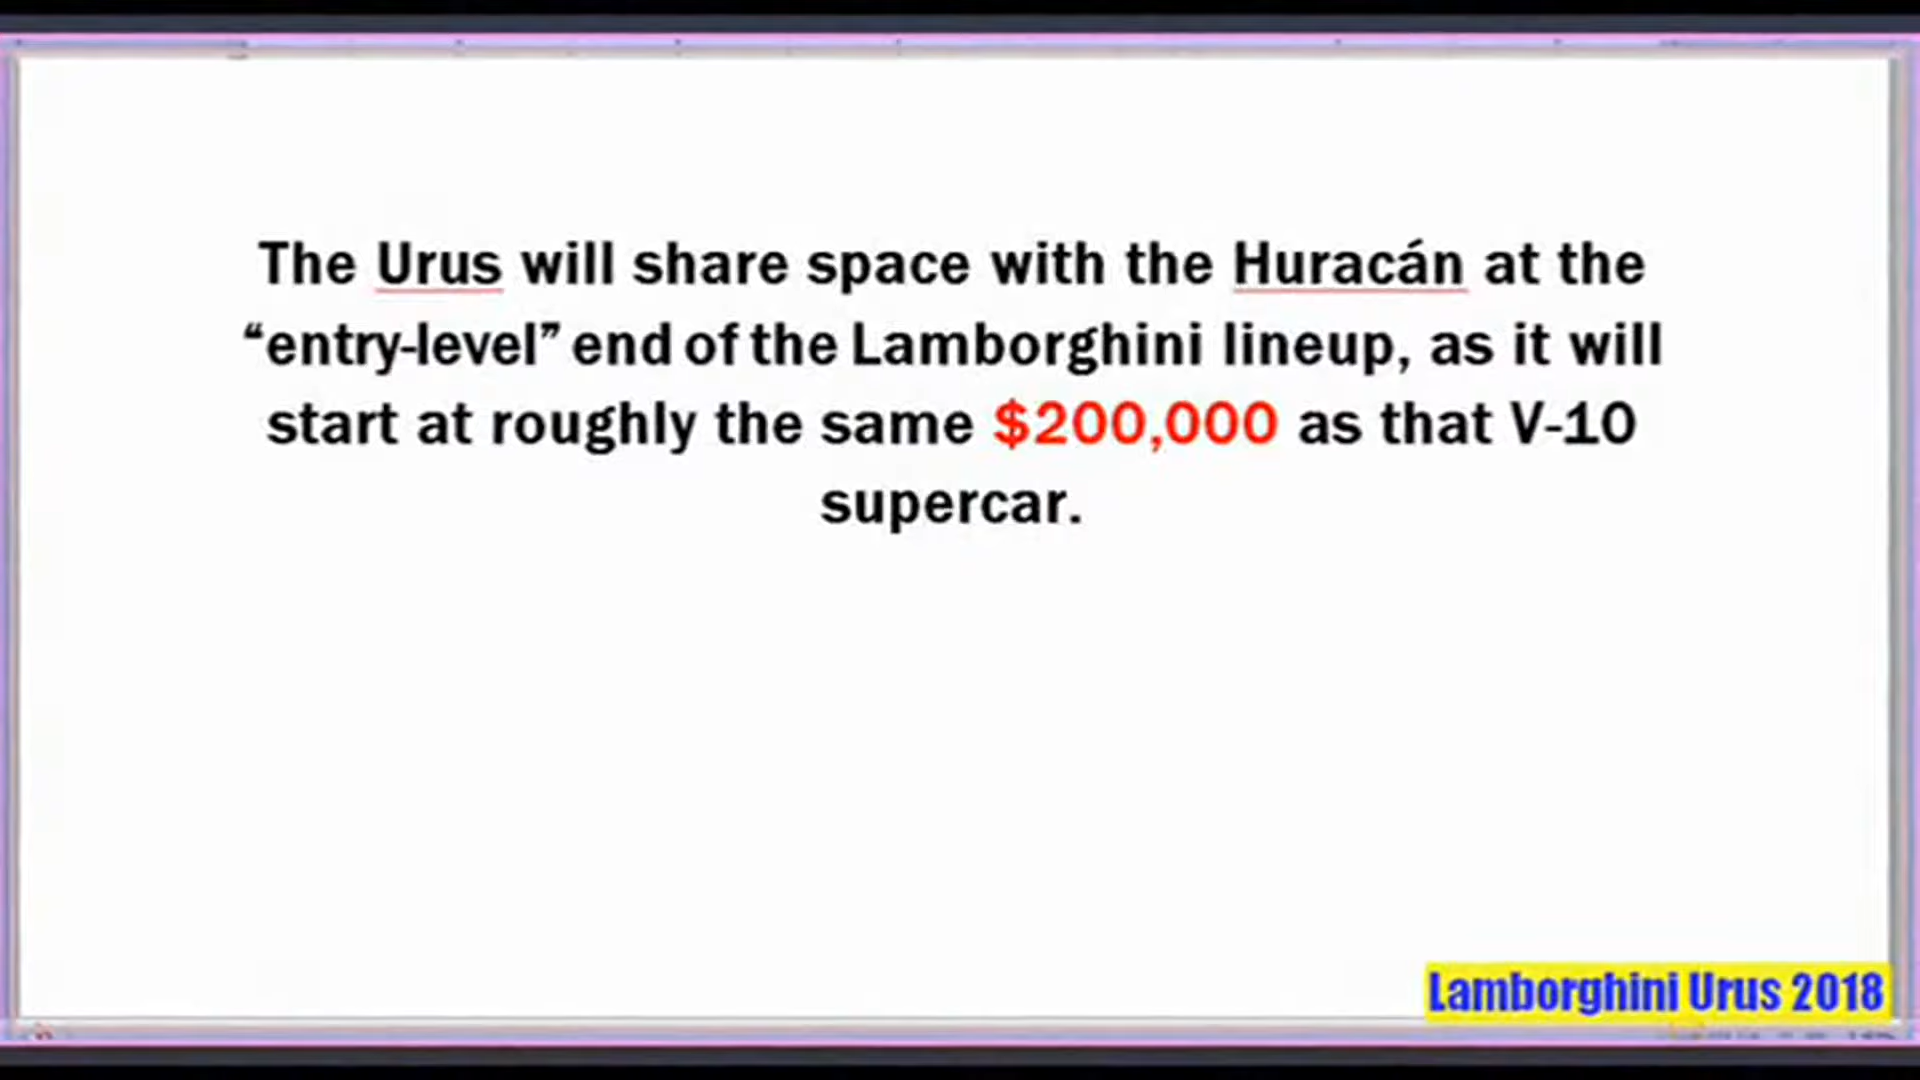 The Urus will share space with the Huracán at the
“entry-level” end of the Lamborghini lineup, as it will
start at roughly the same $200,000 as that V-10
supercar.
Lamborghini Urus 2018